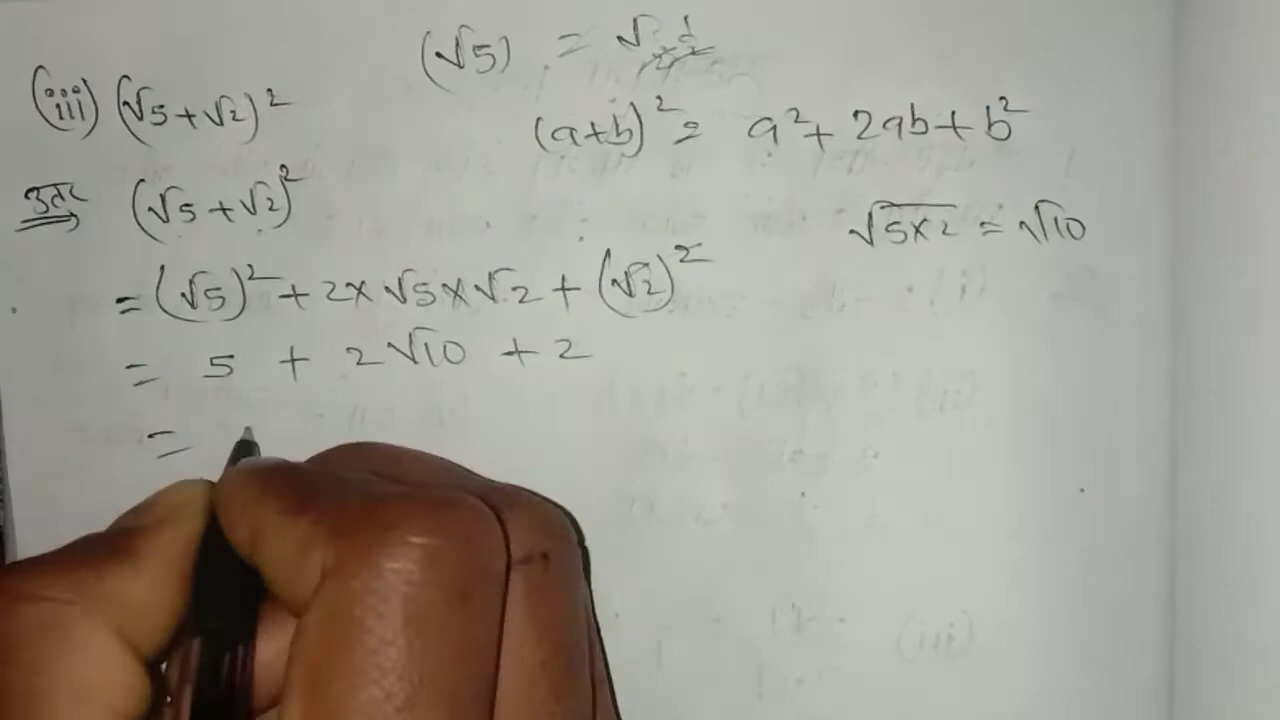 (√5) = √
(iii) (√5+√2)²
(a+b)² = a²+ 2ab+ b²
उत्तर (√5+√2)²
√5×2 = √10
= (√5)²+ 2× √5×√2 + (√2)²
= 5 + 2√10 + 2
=